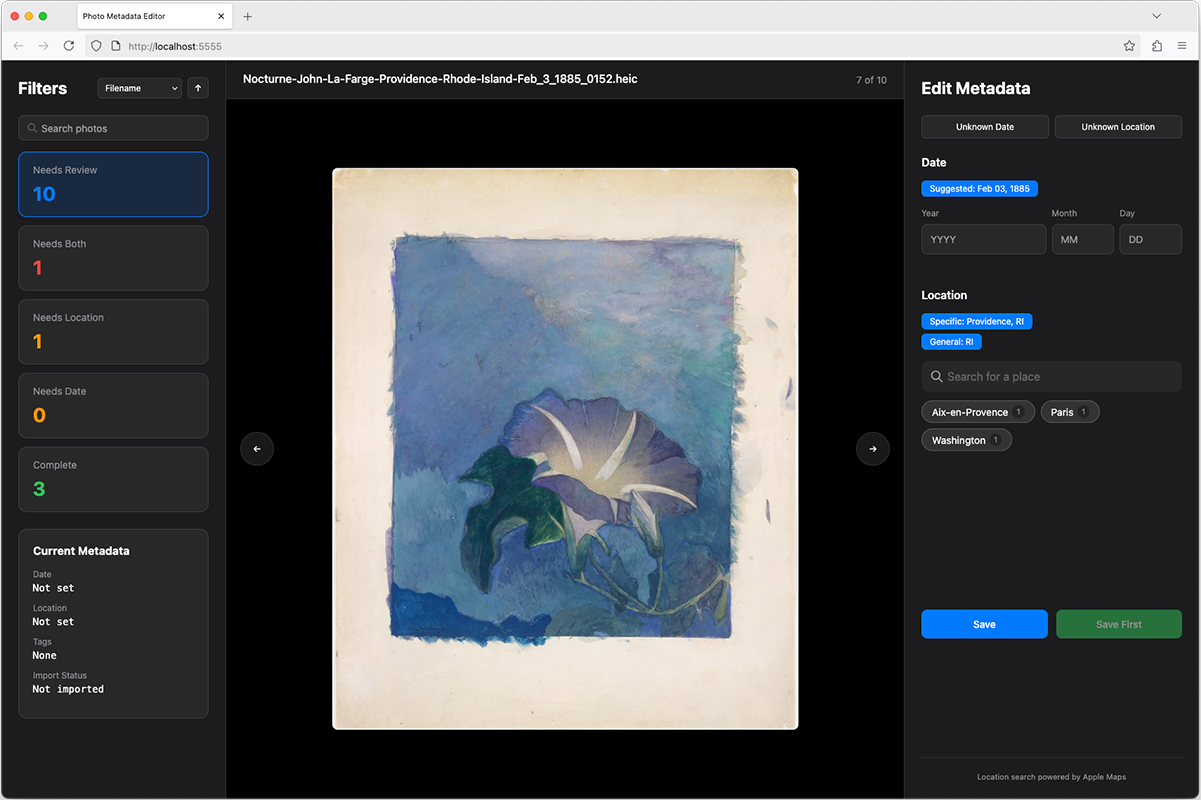 Photo Metadata Editor
http://localhost:5555
Filters
Filename
Search photos
Needs Review
10
Needs Both
1
Needs Location
1
Needs Date
0
Complete
3
Current Metadata
Date
Not set
Location
Not set
Tags
None
Import Status
Not imported
Nocturne-John-La-Farge-Providence-Rhode-Island-Feb_3_1885_0152.heic
7 of 10
Edit Metadata
Unknown Date
Unknown Location
Date
Suggested: Feb 03, 1885
Year Month Day
YYYY MM DD
Location
Specific: Providence, RI
General: RI
Search for a place
Aix-en-Provence 1
Paris 1
Washington 1
Save
Save First
Location search powered by Apple Maps